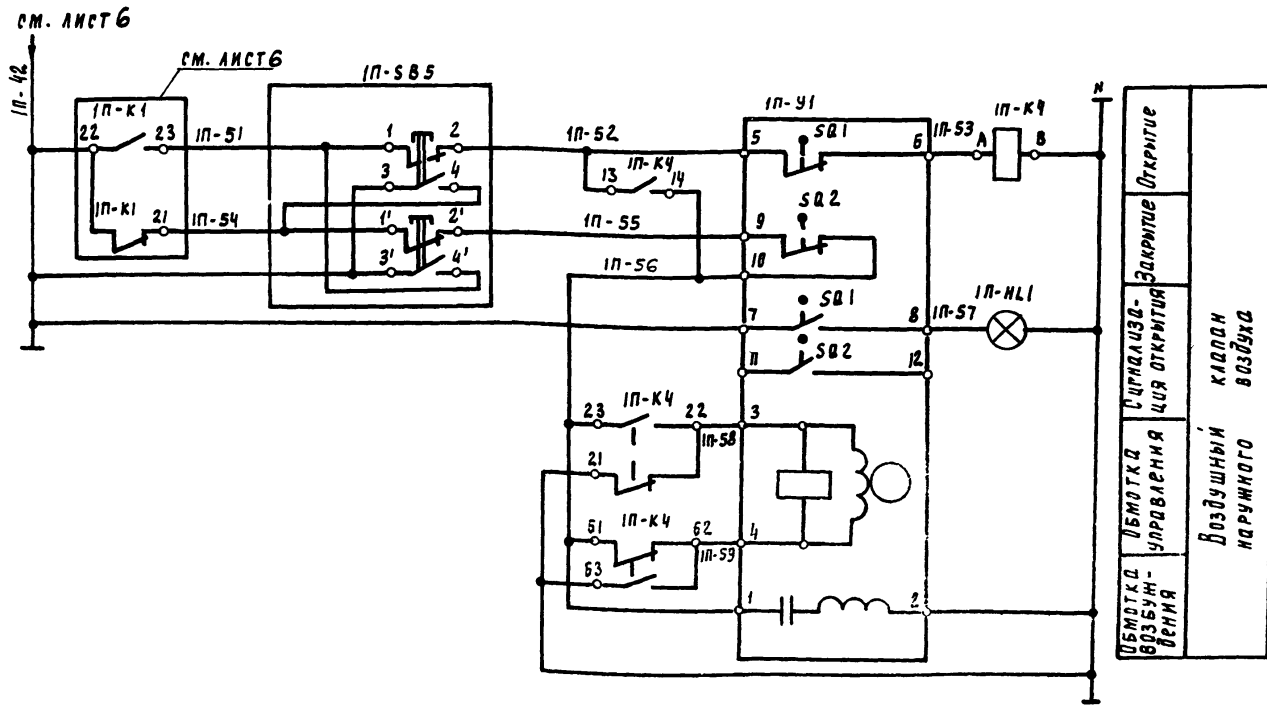 см. лист 6
1П-42
см. лист 6
1П-К1
22
23
1П-51
1П-К1
21
1П-54
1П-SB5
1
2
3
4
1'
2'
3'
4'
1П-52
1П-К4
13
14
1П-55
1П-56
1П-У1
5
SQ1
6
1П-53
А
1П-К4
В
N
9
SQ2
10
7
SQ1
8
1П-57
1П-HL1
11
SQ2
12
23
1П-К4
22
1П-58
3
21
51
1П-К4
62
1П-59
4
63
1
2
Открытие
Закрытие
Сигнализа-
ция открытия
Обмотка
управления
Обмотка
возбуж-
дения
Воздушный клапан
наружного воздуха